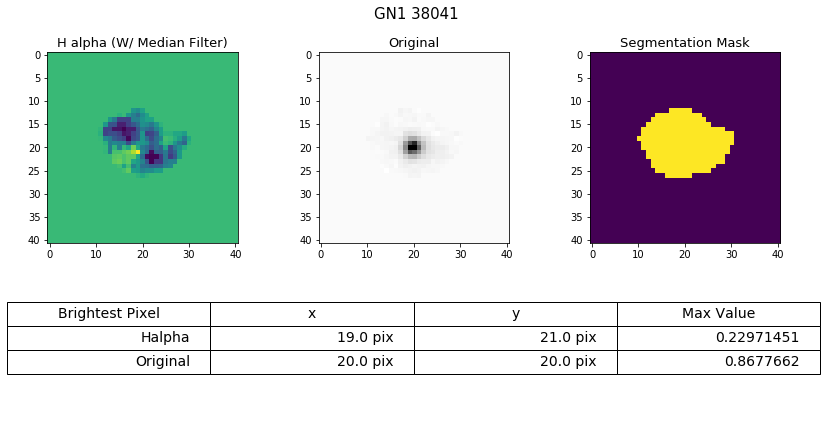 GN1 38041
H alpha (W/ Median Filter)
Original
Segmentation Mask
0
5
10
15
20
25
30
35
40
0 10 20 30 40
0
5
10
15
20
25
30
35
40
0 10 20 30 40
0
5
10
15
20
25
30
35
40
0 10 20 30 40
Brightest Pixel x y Max Value
Halpha 19.0 pix 21.0 pix 0.22971451
Original 20.0 pix 20.0 pix 0.8677662